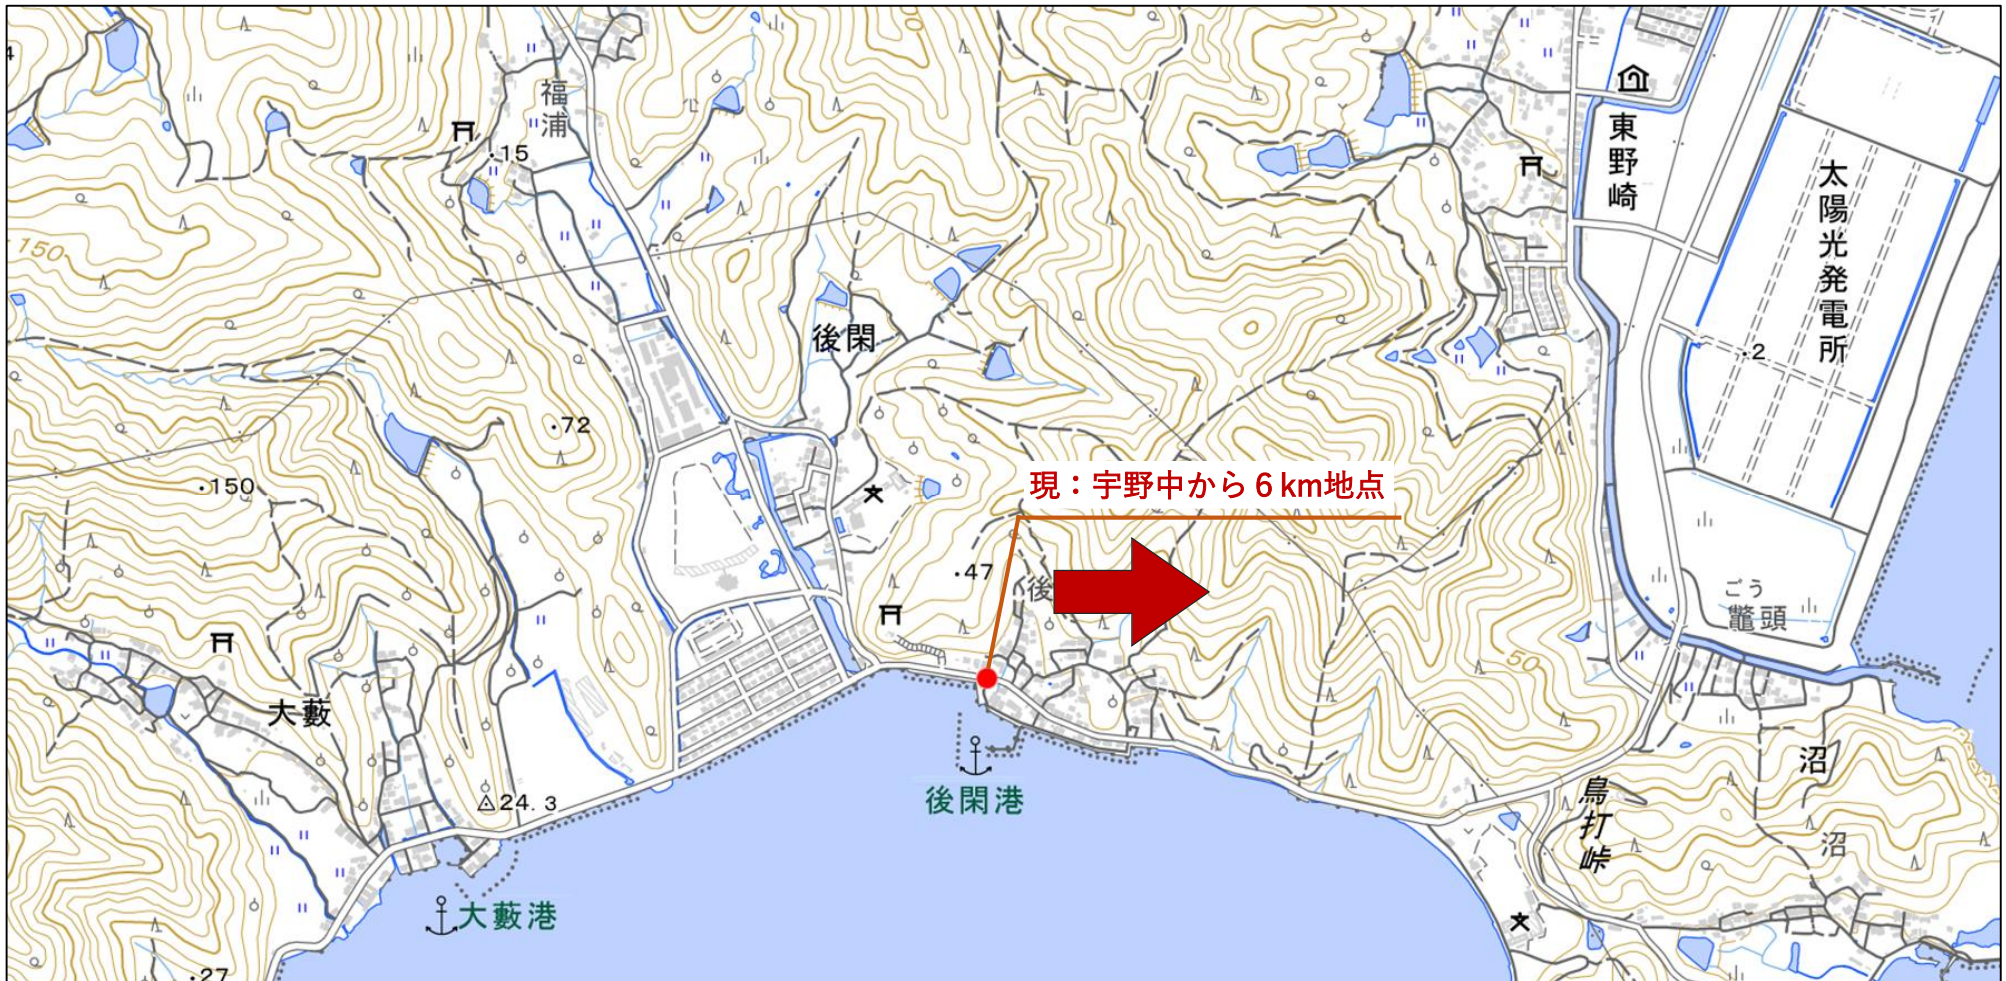 4
福浦
15
東野崎
太陽光発電所
150
後閑
2
72
150
現：宇野中から６km地点
47
後
ごう
鼈頭
50
大藪
沼
鳥打峠
後閑港
24.3
沼
大藪港
27